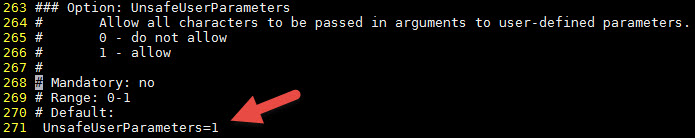 263 ### Option: UnsafeUserParameters
264 #       Allow all characters to be passed in arguments to user-defined parameters.
265 #       0 - do not allow
266 #       1 - allow
267 #
268 # Mandatory: no
269 # Range: 0-1
270 # Default:
271  UnsafeUserParameters=1